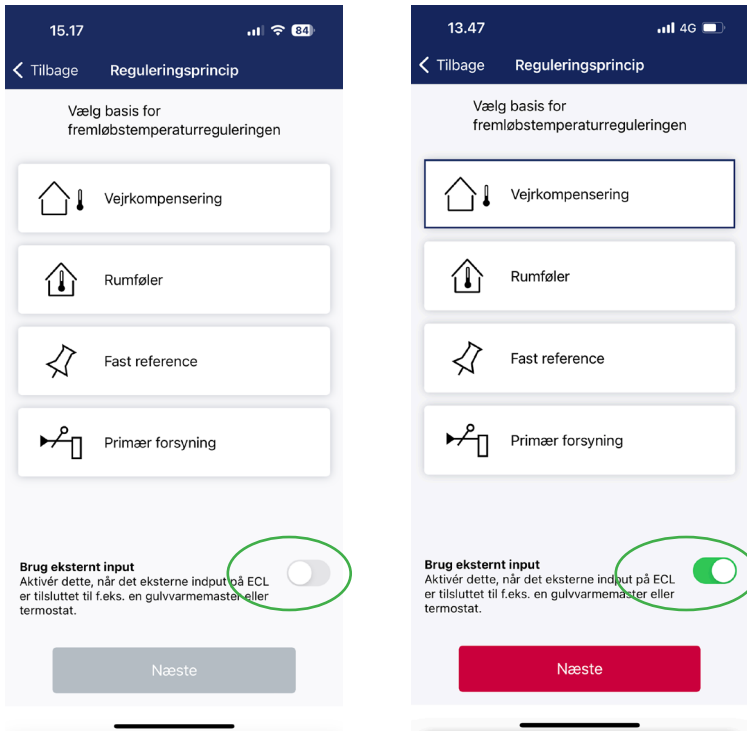 15.17
84
Tilbage Reguleringsprincip
Vælg basis for
fremløbstemperaturreguleringen
Vejrkompensering
Rumføler
Fast reference
Primær forsyning
Brug eksternt input
Aktivér dette, når det eksterne indput på ECL
er tilsluttet til f.eks. en gulvvarmemaster eller
termostat.
Næste
13.47
4G
Tilbage Reguleringsprincip
Vælg basis for
fremløbstemperaturreguleringen
Vejrkompensering
Rumføler
Fast reference
Primær forsyning
Brug eksternt input
Aktivér dette, når det eksterne indput på ECL
er tilsluttet til f.eks. en gulvvarmemaster eller
termostat.
Næste